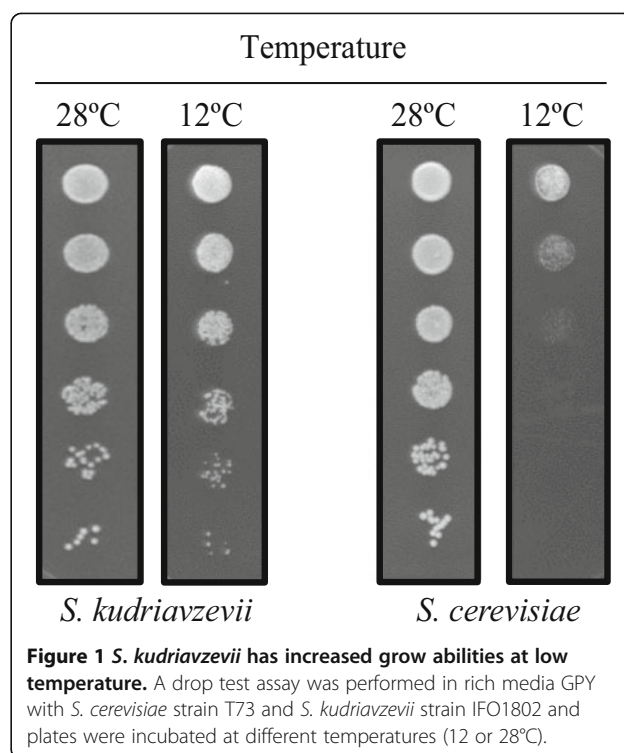 Temperature
28ºC 12ºC 28ºC 12ºC
S. kudriavzevii S. cerevisiae
Figure 1 S. kudriavzevii has increased grow abilities at low
temperature. A drop test assay was performed in rich media GPY
with S. cerevisiae strain T73 and S. kudriavzevii strain IFO1802 and
plates were incubated at different temperatures (12 or 28°C).